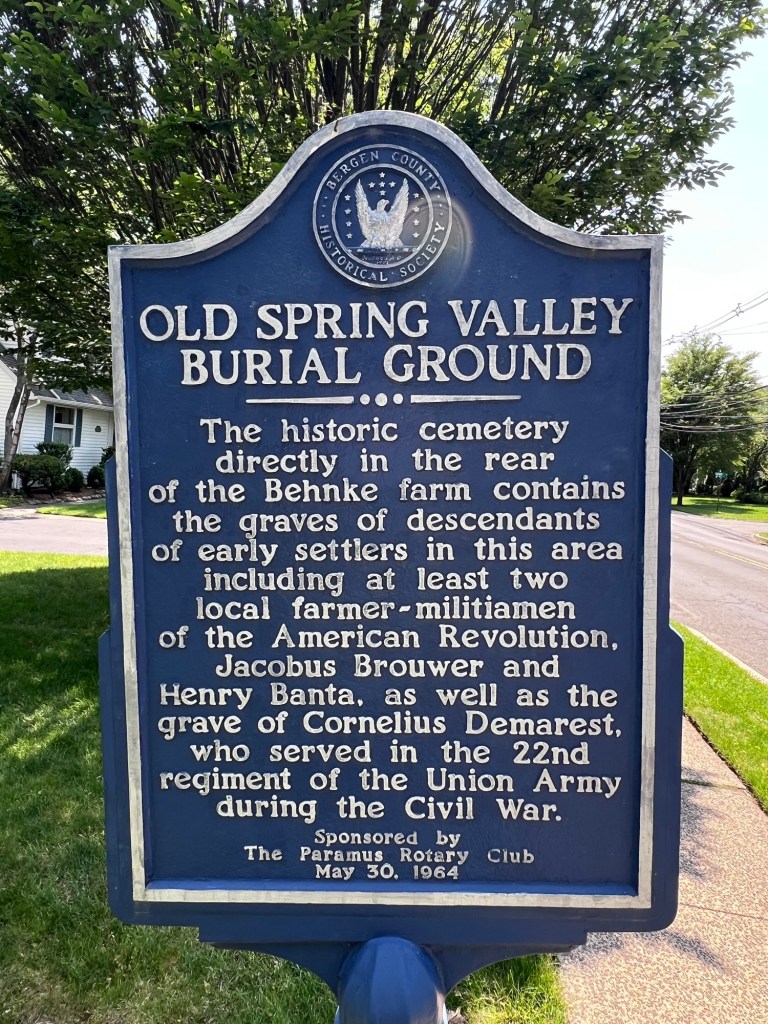 BERGEN COUNTY
HISTORICAL SOCIETY
OLD SPRING VALLEY
BURIAL GROUND
The historic cemetery
directly in the rear
of the Behnke farm contains
the graves of descendants
of early settlers in this area
including at least two
local farmer-militiamen
of the American Revolution,
Jacobus Brouwer and
Henry Banta, as well as the
grave of Cornelius Demarest,
who served in the 22nd
regiment of the Union Army
during the Civil War.
Sponsored by
The Paramus Rotary Club
May 30, 1964